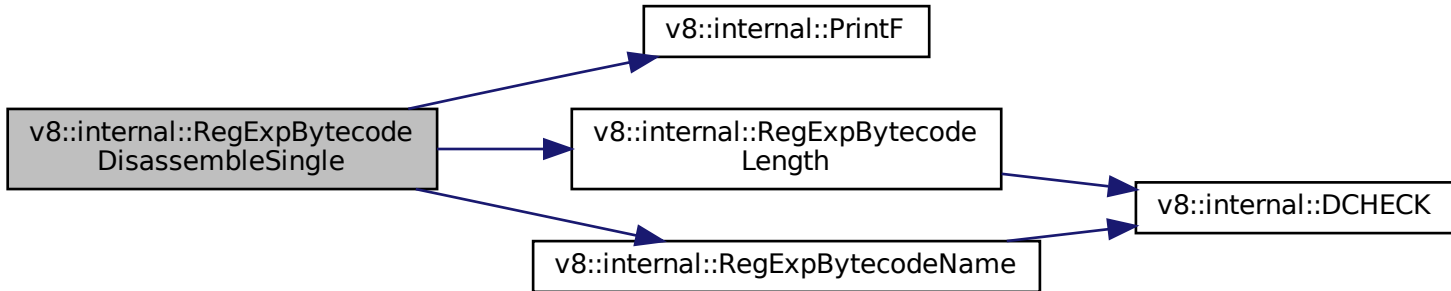 v8::internal::PrintF
v8::internal::RegExpBytecode
DisassembleSingle
v8::internal::RegExpBytecode
Length
v8::internal::DCHECK
v8::internal::RegExpBytecodeName